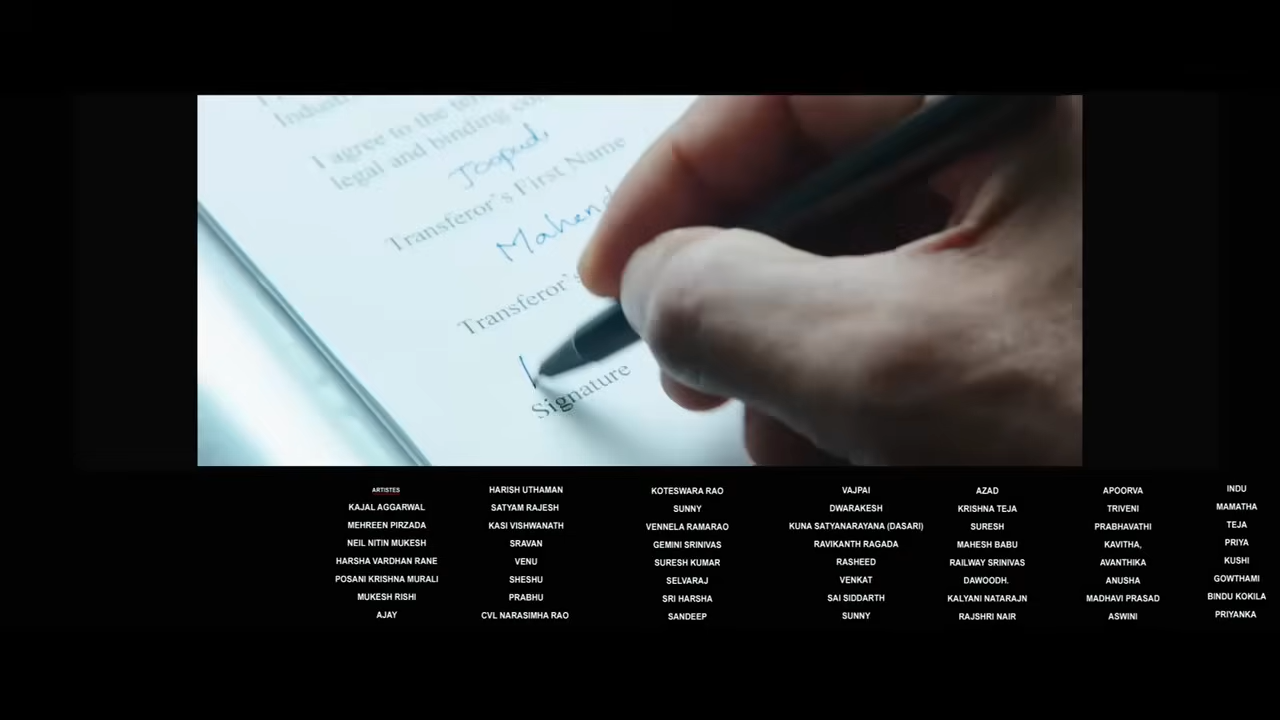 I agree to the
legal and binding
Joopud,
Transferor's First Name
Mahend
Transferor's
Signature
ARTISTES
KAJAL AGGARWAL
MEHREEN PIRZADA
NEIL NITIN MUKESH
HARSHA VARDHAN RANE
POSANI KRISHNA MURALI
MUKESH RISHI
AJAY
HARISH UTHAMAN
SATYAM RAJESH
KASI VISHWANATH
SRAVAN
VENU
SHESHU
PRABHU
CVL NARASIMHA RAO
KOTESWARA RAO
SUNNY
VENNELA RAMARAO
GEMINI SRINIVAS
SURESH KUMAR
SELVARAJ
SRI HARSHA
SANDEEP
VAJPAI
DWARAKESH
KUNA SATYANARAYANA (DASARI)
RAVIKANTH RAGADA
RASHEED
VENKAT
SAI SIDDARTH
SUNNY
AZAD
KRISHNA TEJA
SURESH
MAHESH BABU
RAILWAY SRINIVAS
DAWOODH.
KALYANI NATARAJN
RAJSHRI NAIR
APOORVA
TRIVENI
PRABHAVATHI
KAVITHA,
AVANTHIKA
ANUSHA
MADHAVI PRASAD
ASWINI
INDU
MAMATHA
TEJA
PRIYA
KUSHI
GOWTHAMI
BINDU KOKILA
PRIYANKA